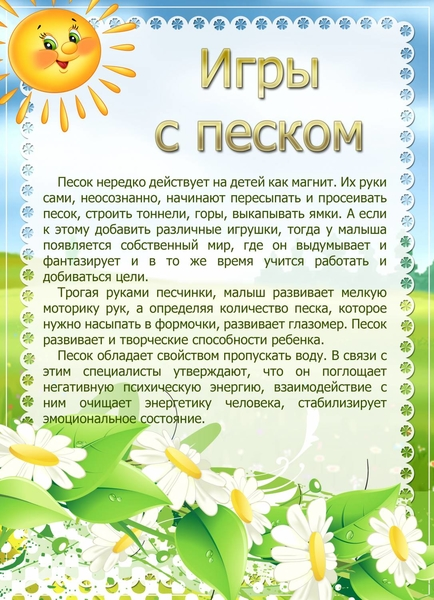 Игры
с песком
Песок нередко действует на детей как магнит. Их руки
сами, неосознанно, начинают пересыпать и просеивать
песок, строить тоннели, горы, выкапывать ямки. А если
к этому добавить различные игрушки, тогда у малыша
появляется собственный мир, где он выдумывает и
фантазирует и в то же время учится работать и
добиваться цели.
Трогая руками песчинки, малыш развивает мелкую
моторику рук, а определяя количество песка, которое
нужно насыпать в формочки, развивает глазомер. Песок
развивает и творческие способности ребенка.
Песок обладает свойством пропускать воду. В связи с
этим специалисты утверждают, что он поглощает
негативную психическую энергию, взаимодействие с
ним очищает энергетику человека, стабилизирует
эмоциональное состояние.